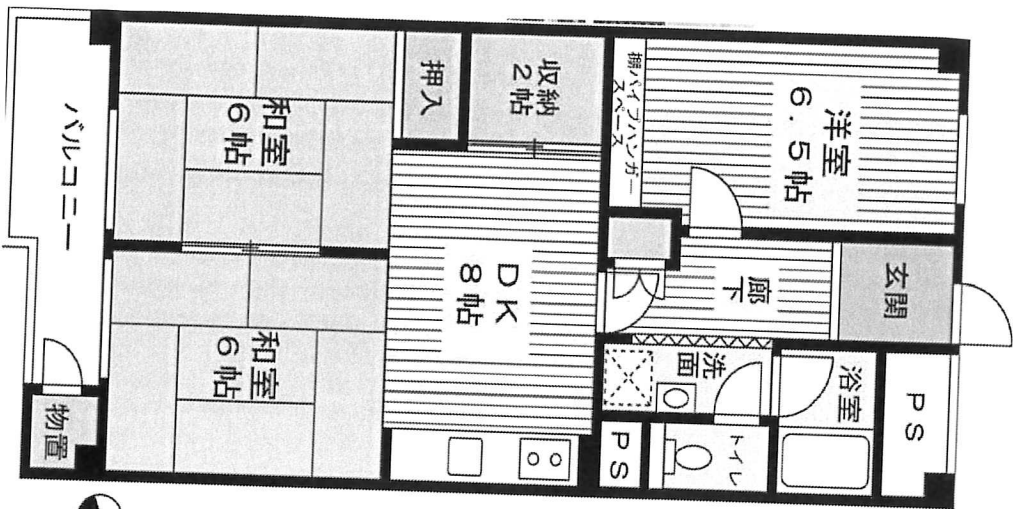 バルコニー
和室
6帖
押入
収納
2帖
棚パイプハンガー
スペース
洋室
6.5帖
和室
6帖
DK
8帖
廊下
玄関
洗面
浴室
PS
物置
PS
トイレ